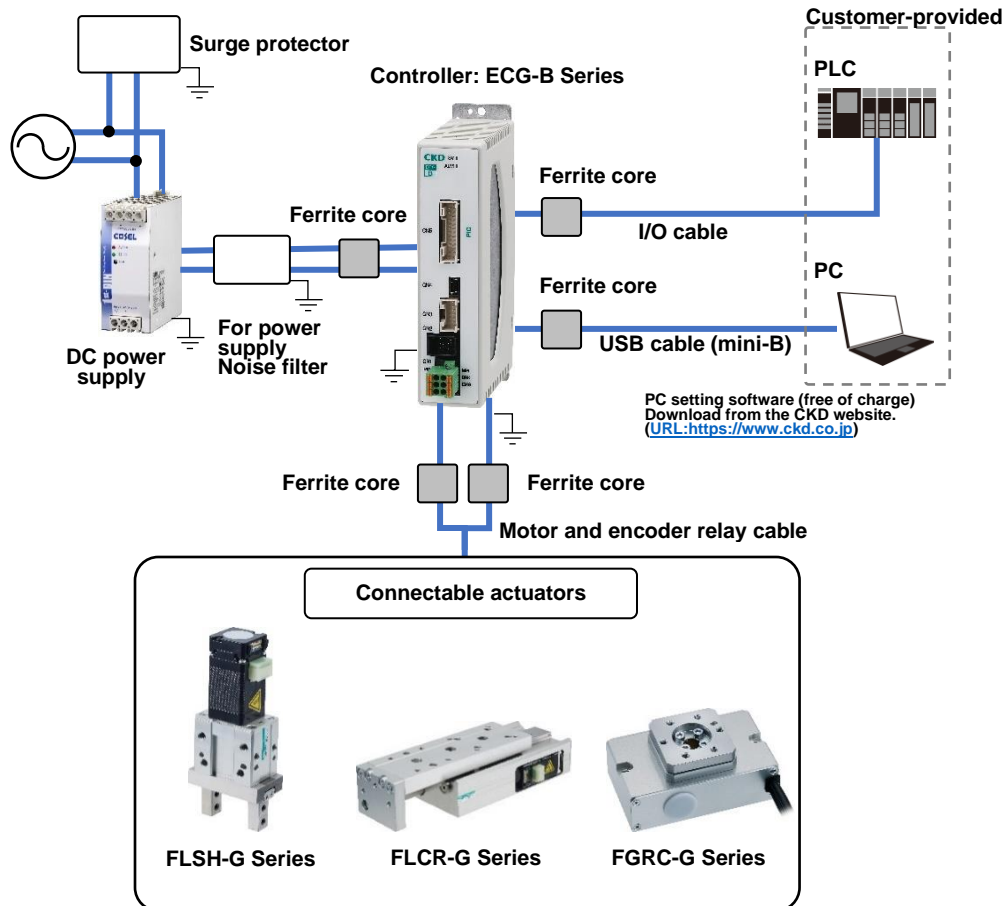 Customer-provided
Surge protector
Controller: ECG-B Series
PLC
CKD
Ferrite core
Ferrite core
I/O cable
COSEL
PC
Ferrite core
For power
supply
Noise filter
DC power
supply
USB cable (mini-B)
PC setting software (free of charge)
Download from the CKD website.
(URL:https://www.ckd.co.jp)
Ferrite core
Ferrite core
Motor and encoder relay cable
Connectable actuators
FLSH-G Series
FLCR-G Series
FGRC-G Series